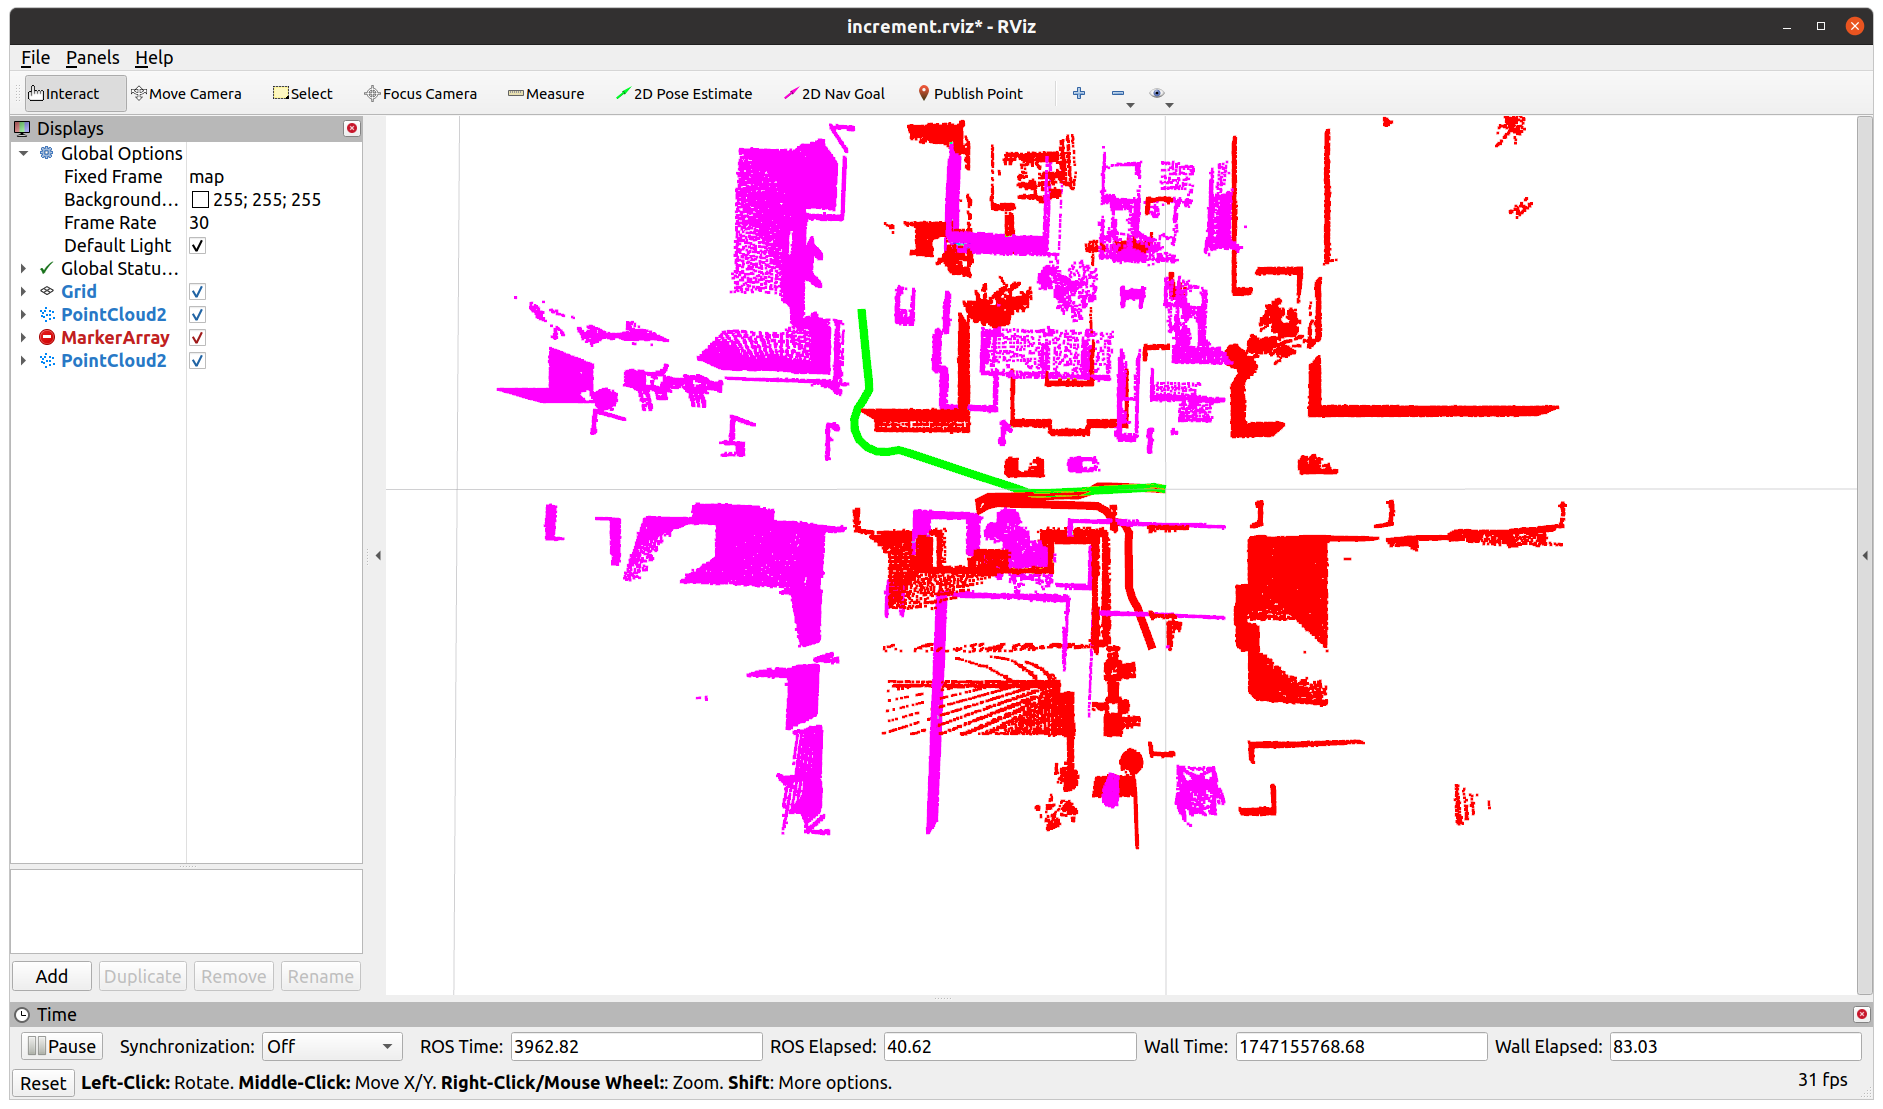 increment.rviz* - RViz
File Panels Help
Interact Move Camera Select Focus Camera Measure 2D Pose Estimate 2D Nav Goal Publish Point
Displays
Global Options
Fixed Frame map
Background... 255; 255; 255
Frame Rate 30
Default Light
Global Statu...
Grid
PointCloud2
MarkerArray
PointCloud2
Add Duplicate Remove Rename
Time
Pause Synchronization: Off ROS Time: 3962.82 ROS Elapsed: 40.62 Wall Time: 1747155768.68 Wall Elapsed: 83.03
Reset Left-Click: Rotate. Middle-Click: Move X/Y. Right-Click/Mouse Wheel:: Zoom. Shift: More options. 31 fps